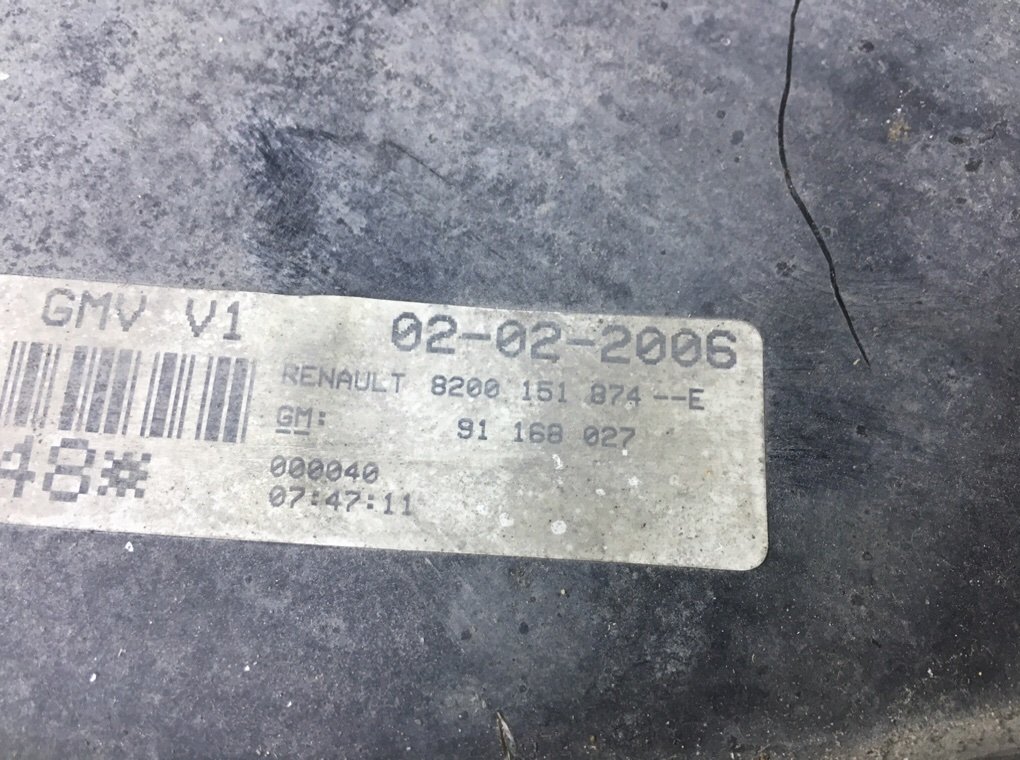 GMV V1 02-02-2006
RENAULT 8200 151 874 --E
GM: 91 168 027
48*
000040
07:47:11